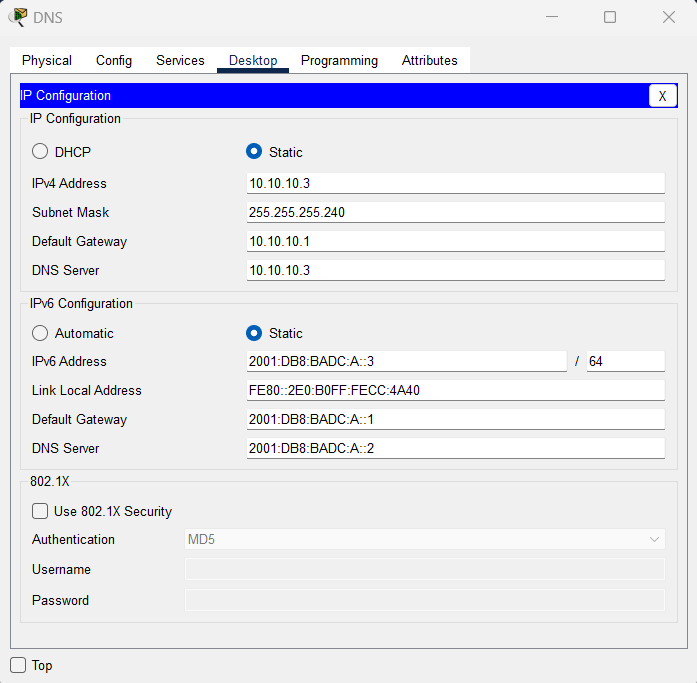 DNS
Physical Config Services Desktop Programming Attributes
IP Configuration X
IP Configuration
DHCP Static
IPv4 Address 10.10.10.3
Subnet Mask 255.255.255.240
Default Gateway 10.10.10.1
DNS Server 10.10.10.3
IPv6 Configuration
Automatic Static
IPv6 Address 2001:DB8:BADC:A::3 / 64
Link Local Address FE80::2E0:B0FF:FECC:4A40
Default Gateway 2001:DB8:BADC:A::1
DNS Server 2001:DB8:BADC:A::2
802.1X
Use 802.1X Security
Authentication MD5
Username
Password
Top